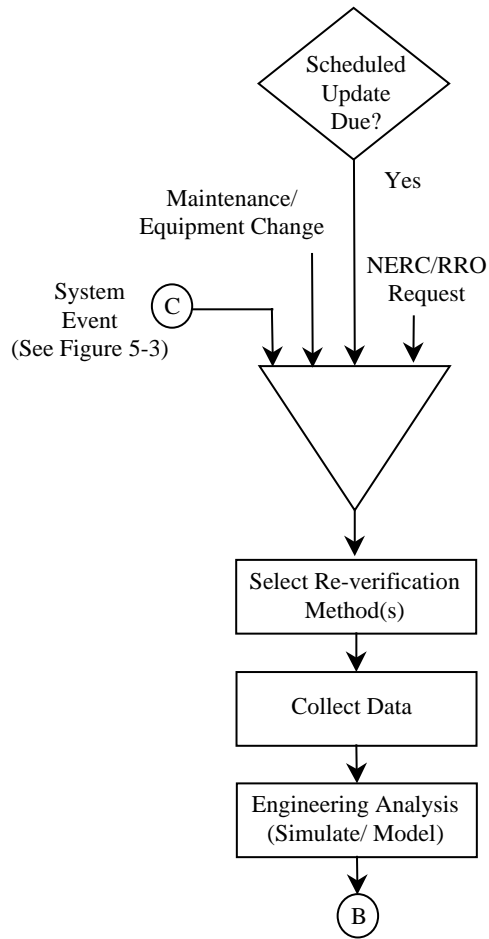 Scheduled
Update
Due?
Yes
Maintenance/
Equipment Change
NERC/RRO
Request
System
Event
(See Figure 5-3)
C
Select Re-verification
Method(s)
Collect Data
Engineering Analysis
(Simulate/ Model)
B